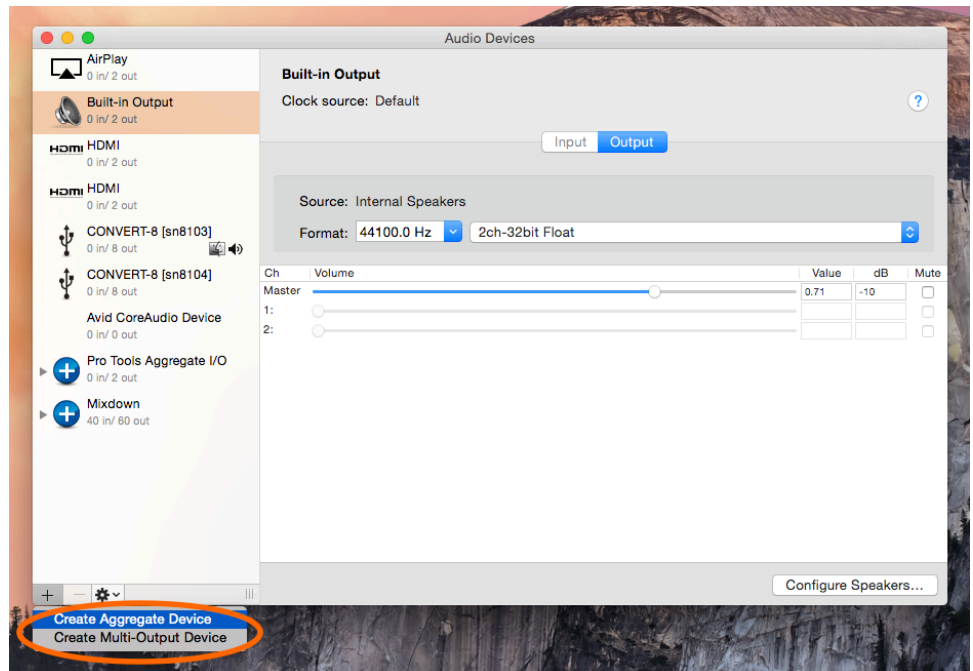 Audio Devices
AirPlay
0 in/ 2 out
Built-in Output
0 in/ 2 out
HDMI
HDMI
0 in/ 2 out
HDMI
HDMI
0 in/ 2 out
CONVERT-8 [sn8103]
0 in/ 8 out
CONVERT-8 [sn8104]
0 in/ 8 out
Avid CoreAudio Device
0 in/ 0 out
Pro Tools Aggregate I/O
0 in/ 2 out
Mixdown
40 in/ 60 out
Create Aggregate Device
Create Multi-Output Device
Built-in Output
Clock source: Default
?
Input Output
Source: Internal Speakers
Format: 44100.0 Hz 2ch-32bit Float
Ch Volume Value dB Mute
Master 0.71 -10
1:
2:
Configure Speakers...